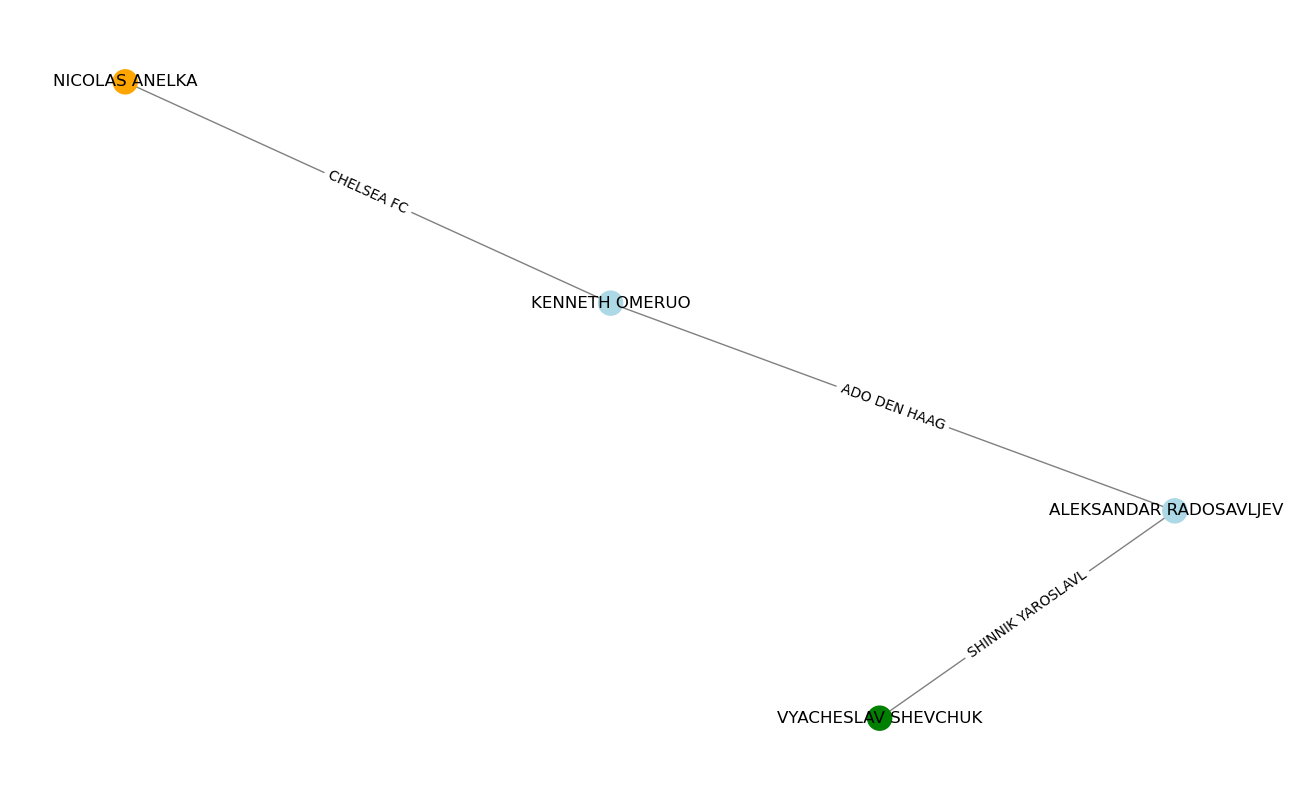 NICOLAS ANELKA
CHELSEA FC
KENNETH OMERUO
ADO DEN HAAG
ALEKSANDAR RADOSAVLJEV
SHINNIK YAROSLAVL
VYACHESLAV SHEVCHUK